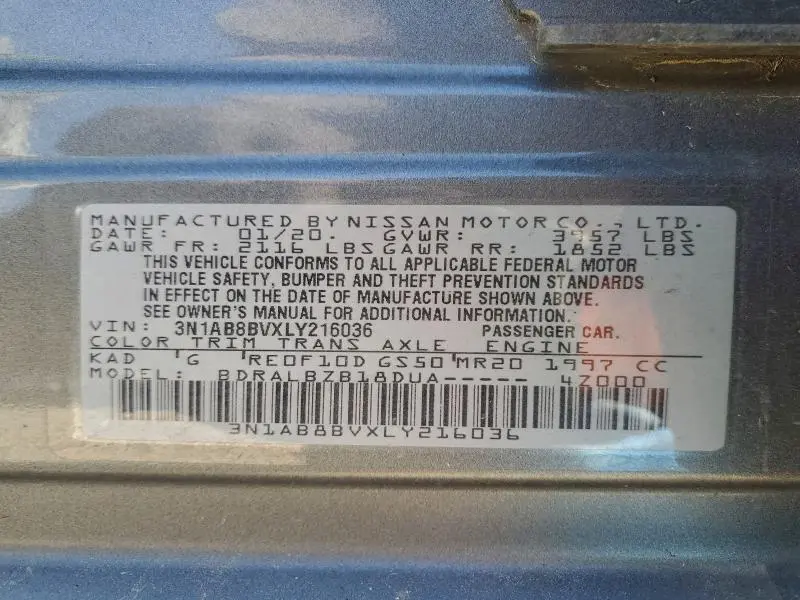 MANUFACTURED BY NISSAN MOTOR CO., LTD.
DATE: 01/20. GVWR: 3957 LBS
GAWR FR: 2116 LBS GAWR RR: 1852 LBS
THIS VEHICLE CONFORMS TO ALL APPLICABLE FEDERAL MOTOR
VEHICLE SAFETY, BUMPER AND THEFT PREVENTION STANDARDS
IN EFFECT ON THE DATE OF MANUFACTURE SHOWN ABOVE.
SEE OWNER'S MANUAL FOR ADDITIONAL INFORMATION.
VIN: 3N1AB8BVXLY216036 PASSENGER CAR.
COLOR TRIM TRANS AXLE ENGINE
KAD 'G 'RE0F10D GS50'MR20 1997 CC
MODEL: BDRALBZB18DUA----- 4Z000
3N1AB8BVXLY216036